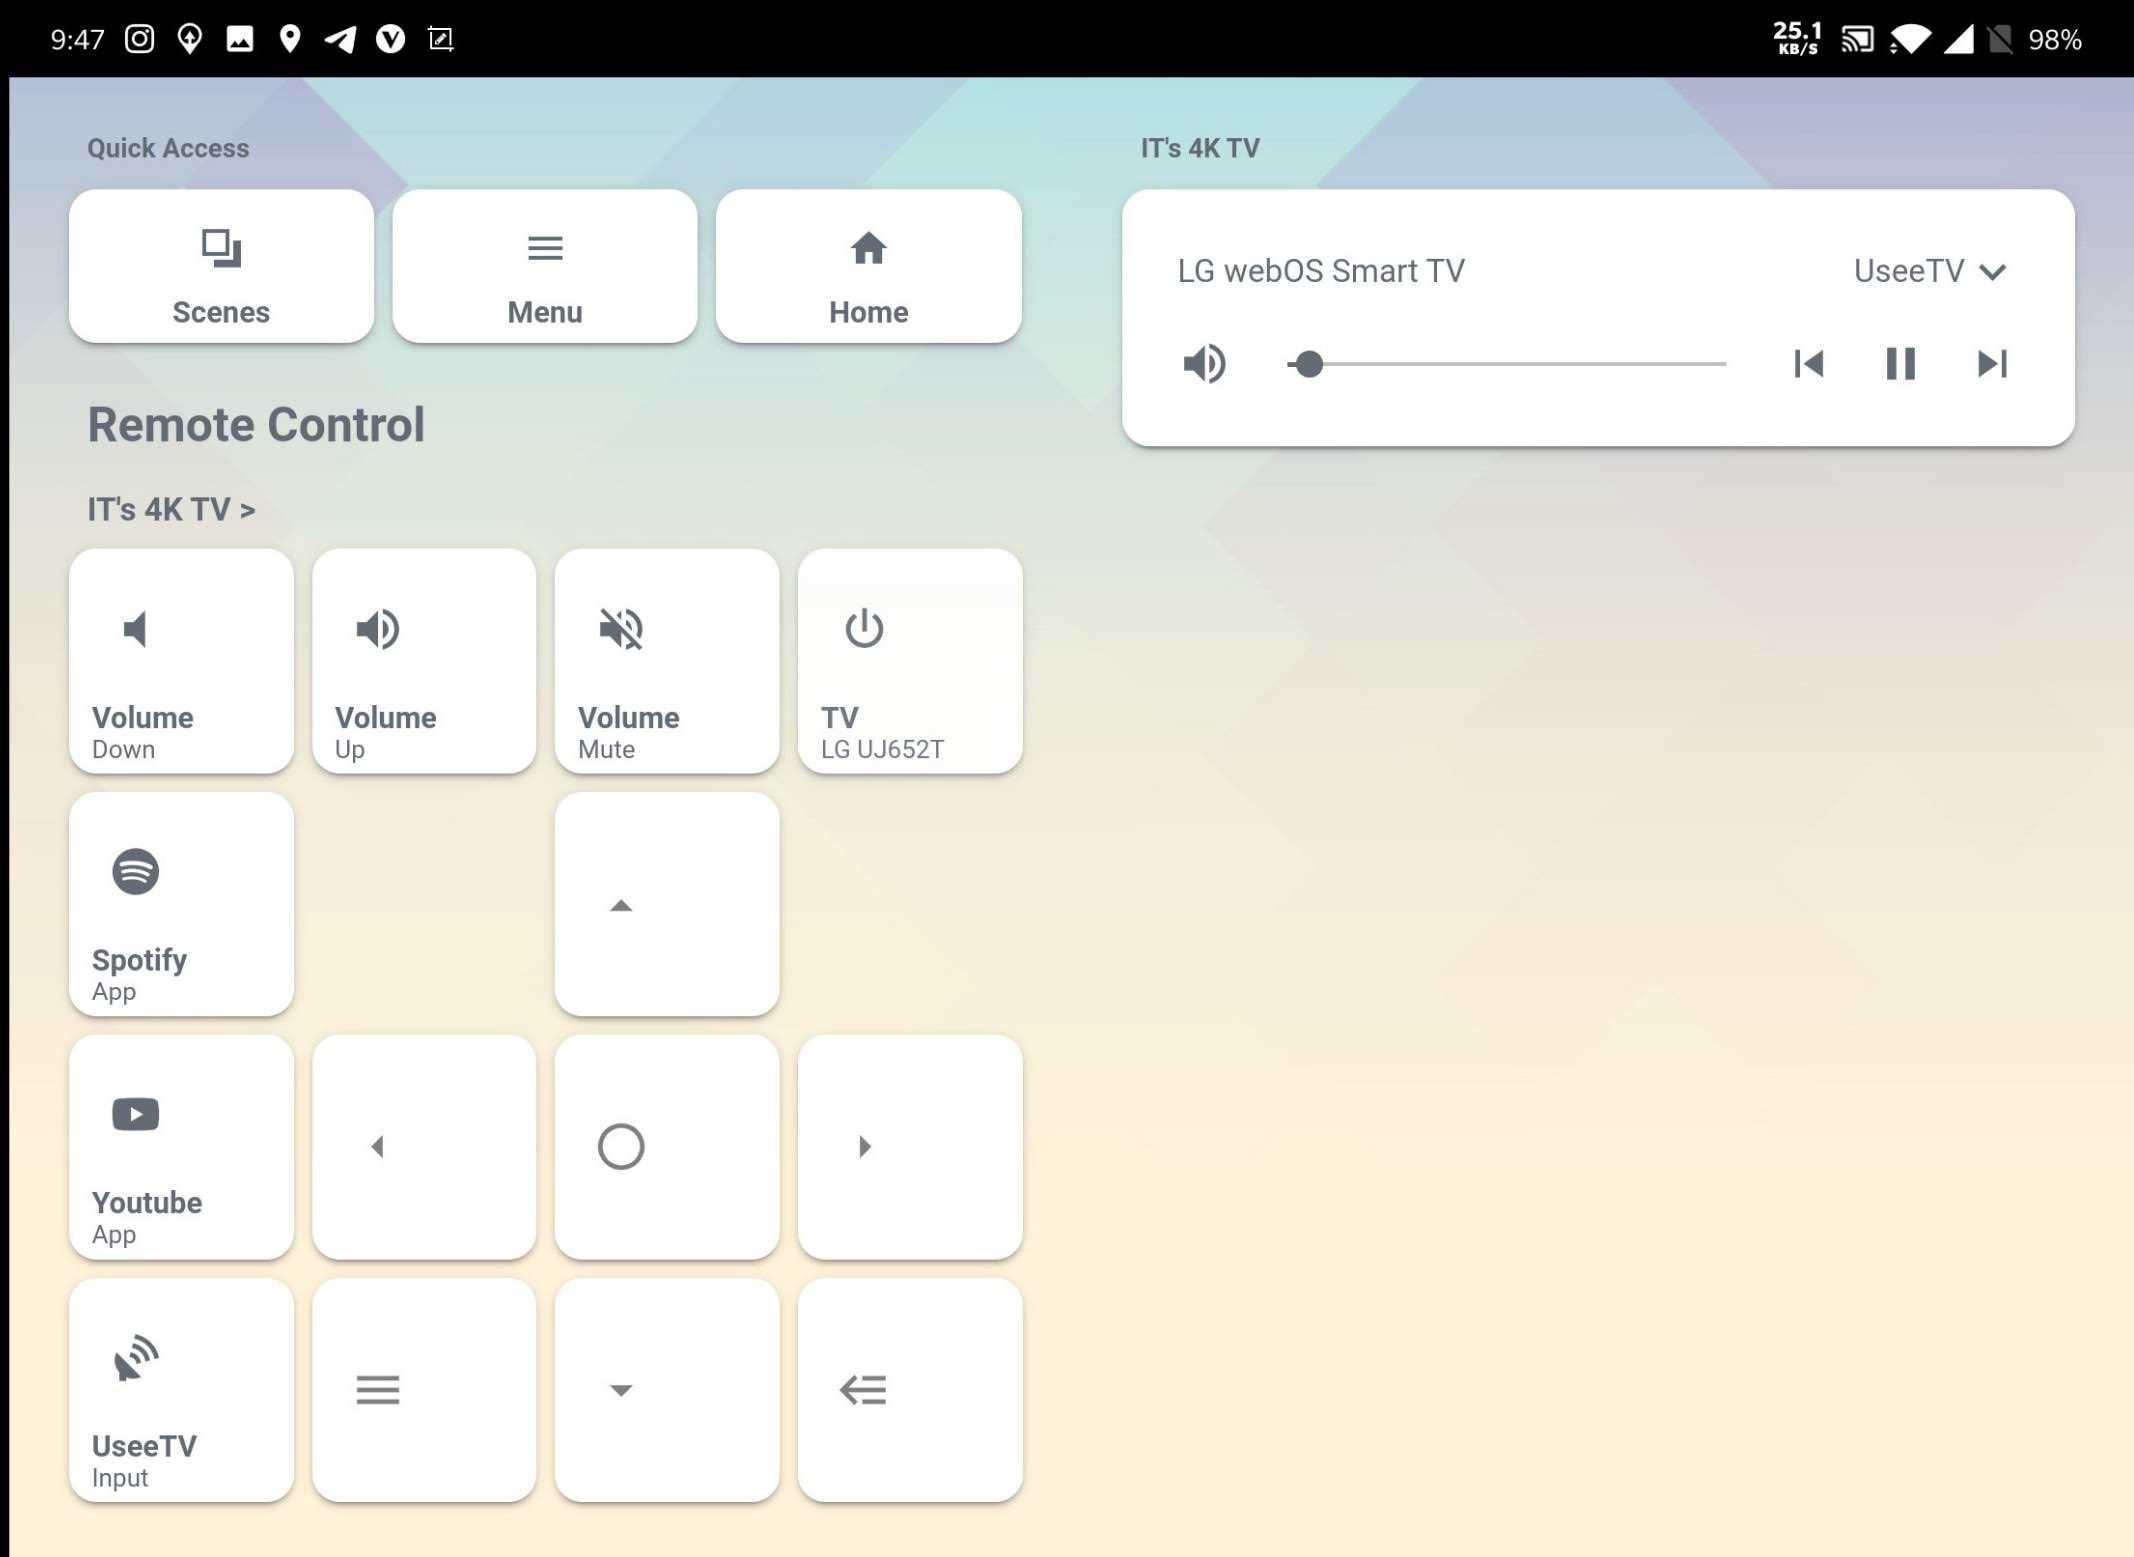 9:47
25.1
KB/S
98%
Quick Access
Scenes
Menu
Home
IT's 4K TV
LG webOS Smart TV
UseeTV
Remote Control
IT's 4K TV >
Volume
Down
Volume
Up
Volume
Mute
TV
LG UJ652T
Spotify
App
Youtube
App
UseeTV
Input